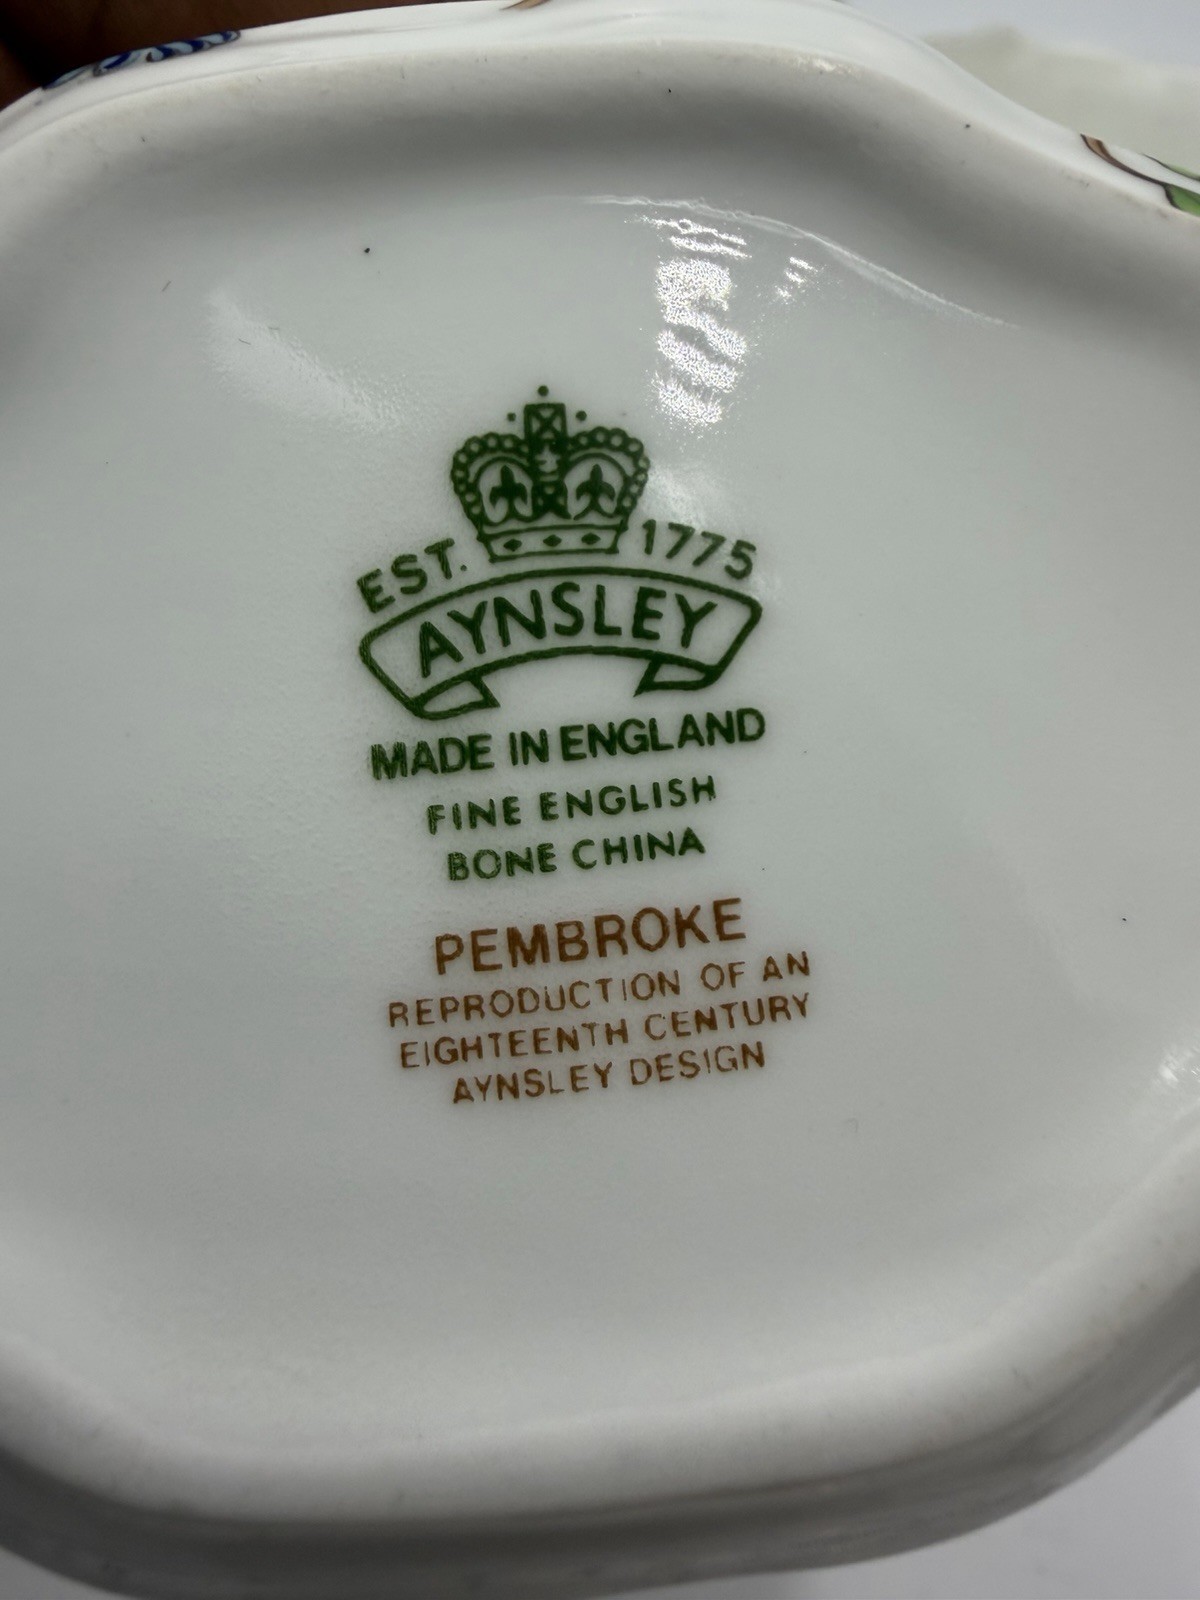 EST. 1775
AYNSLEY
MADE IN ENGLAND
FINE ENGLISH
BONE CHINA
PEMBROKE
REPRODUCTION OF AN
EIGHTEENTH CENTURY
AYNSLEY DESIGN